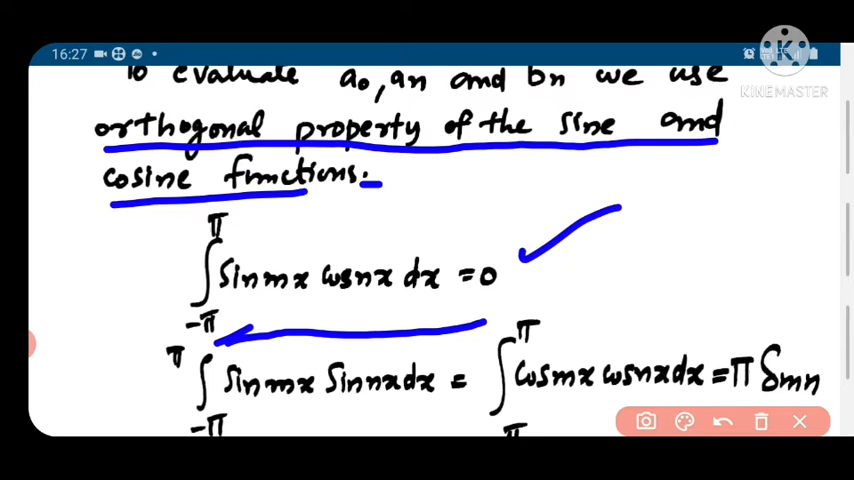 16:27
KINEMASTER
To evaluate a₀, an and bn we use
orthogonal property of the sine and
cosine functions.
∫_{-π}^{π} sin mx cos nx dx = 0
∫_{-π}^{π} sin mx sin nx dx = ∫_{π}^{π} cos mx cos nx dx = π δmn